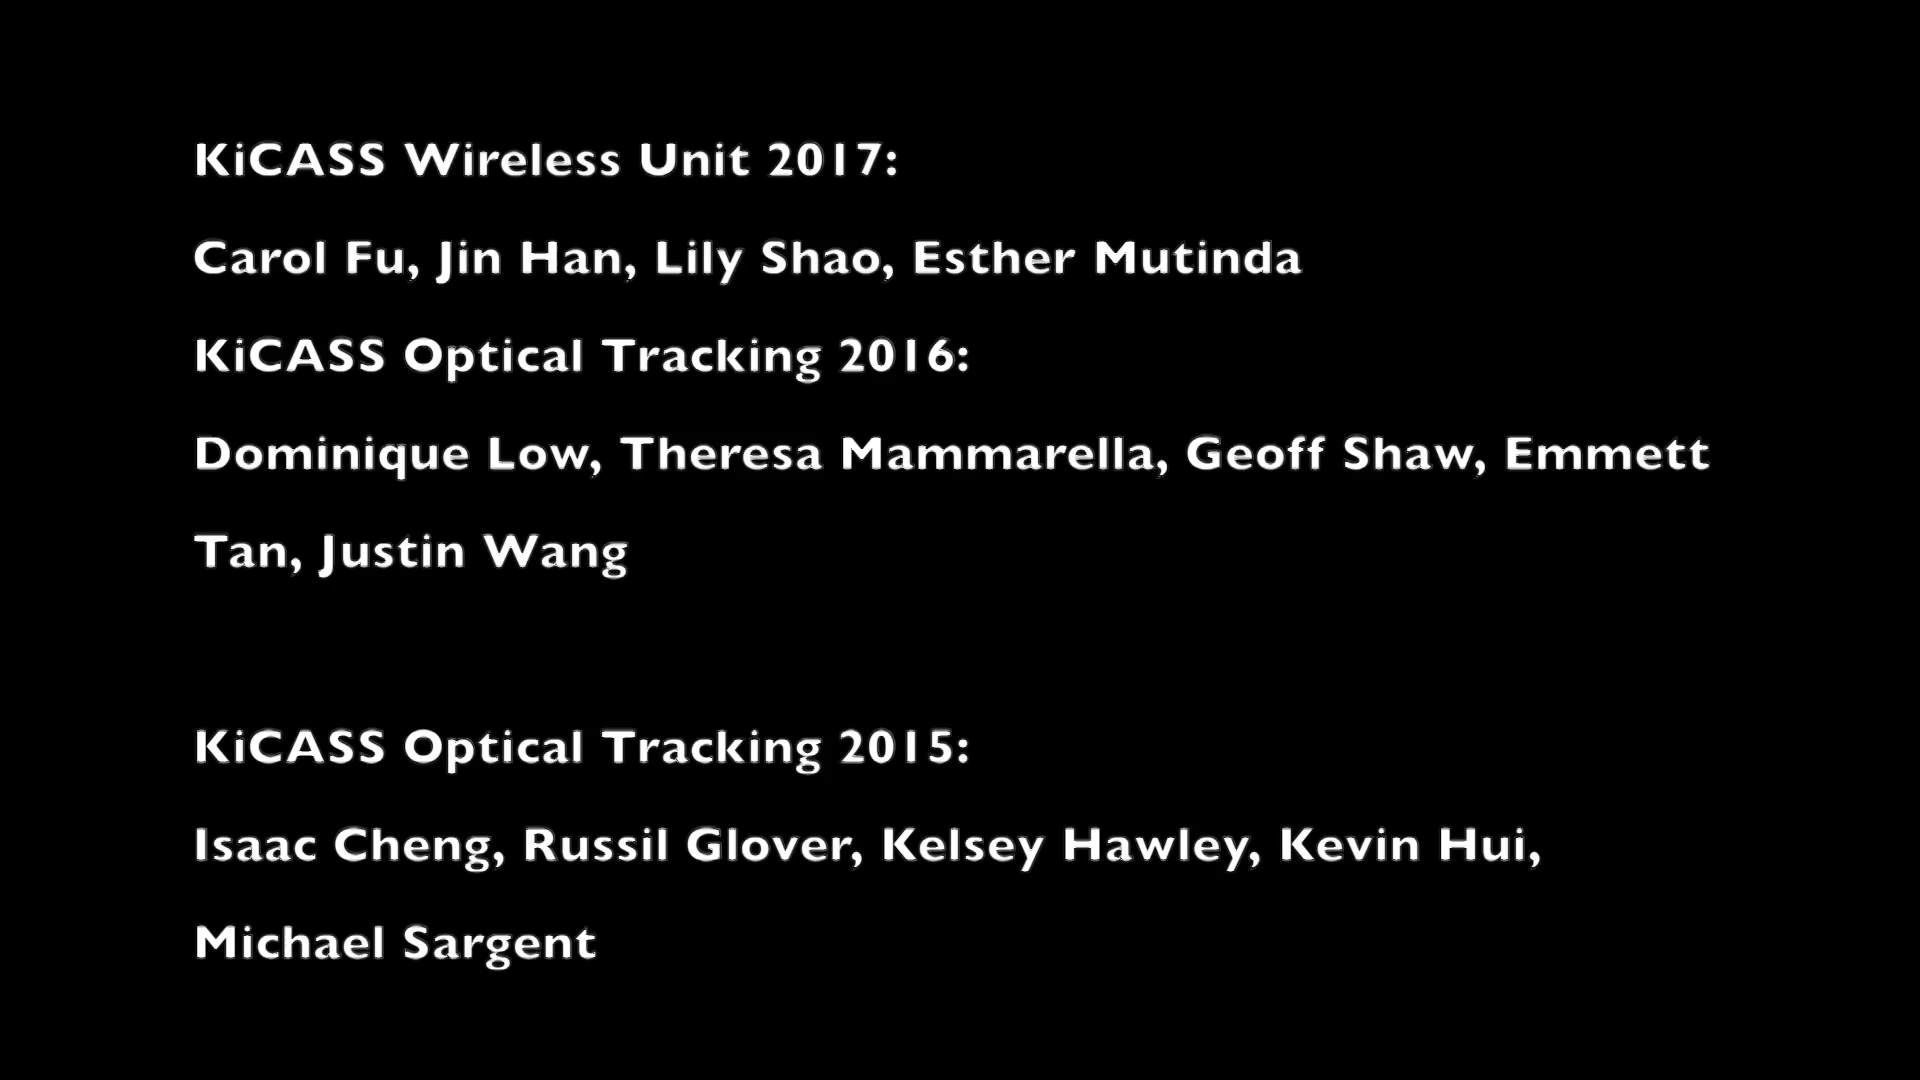 KiCASS Wireless Unit 2017:
Carol Fu, Jin Han, Lily Shao, Esther Mutinda
KiCASS Optical Tracking 2016:
Dominique Low, Theresa Mammarella, Geoff Shaw, Emmett
Tan, Justin Wang
KiCASS Optical Tracking 2015:
Isaac Cheng, Russil Glover, Kelsey Hawley, Kevin Hui,
Michael Sargent